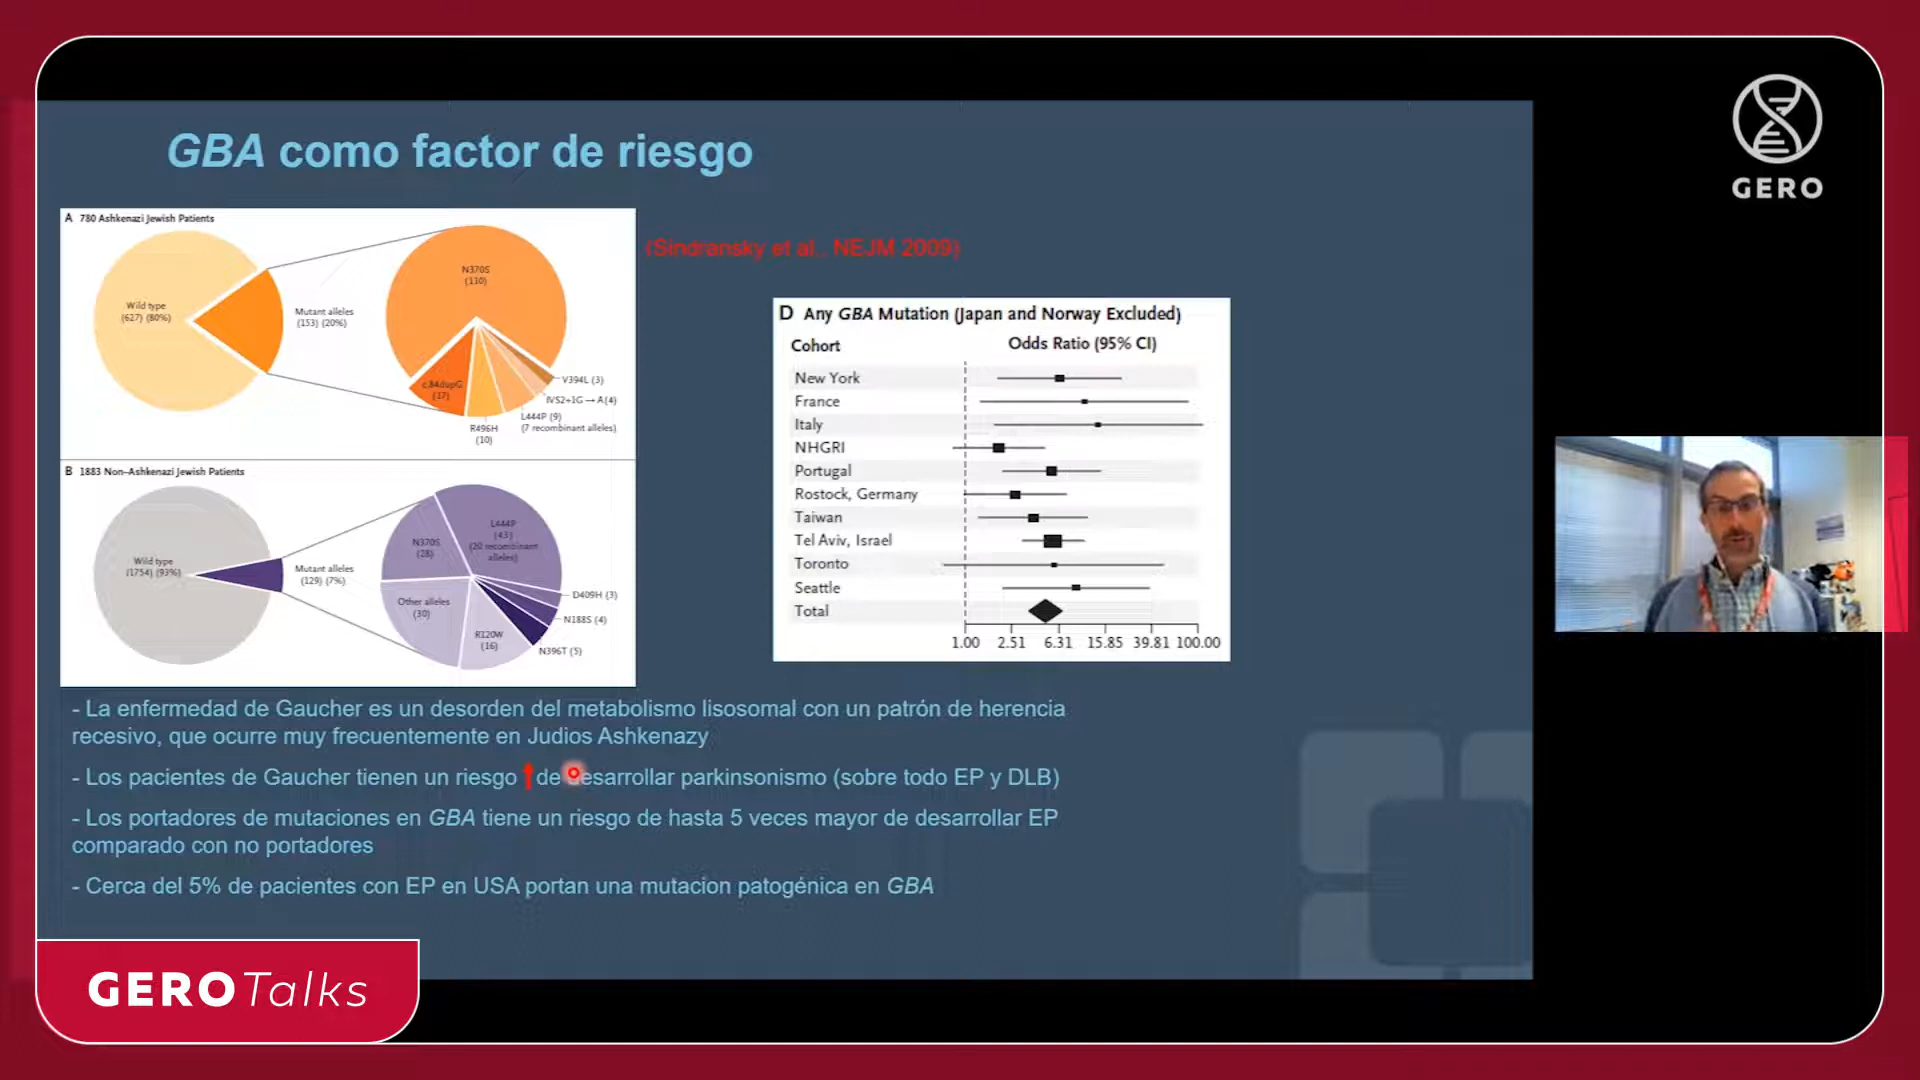 GERO
GBA como factor de riesgo
A 780 Ashkenazi Jewish Patients
Wild type
(627) (80%)
Mutant alleles
(153) (20%)
N370S
(110)
c.84dupG
(17)
R496H
(10)
L444P (9)
(7 recombinant alleles)
IVS2+1G → A(4)
V394L (3)
B 1883 Non–Ashkenazi Jewish Patients
Wild type
(1754) (93%)
Mutant alleles
(129) (7%)
L444P
(43)
(20 recombinant
alleles)
N370S
(28)
Other alleles
(30)
R120W
(16)
D409H (3)
N188S (4)
N396T (5)
(Sindransky et al., NEJM 2009)
D Any GBA Mutation (Japan and Norway Excluded)
Cohort Odds Ratio (95% CI)
New York
France
Italy
NHGRI
Portugal
Rostock, Germany
Taiwan
Tel Aviv, Israel
Toronto
Seattle
Total
1.00 2.51 6.31 15.85 39.81 100.00
- La enfermedad de Gaucher es un desorden del metabolismo lisosomal con un patrón de herencia
recesivo, que ocurre muy frecuentemente en Judios Ashkenazy
- Los pacientes de Gaucher tienen un riesgo ↑ de desarrollar parkinsonismo (sobre todo EP y DLB)
- Los portadores de mutaciones en GBA tiene un riesgo de hasta 5 veces mayor de desarrollar EP
comparado con no portadores
- Cerca del 5% de pacientes con EP en USA portan una mutacion patogénica en GBA
GERO Talks